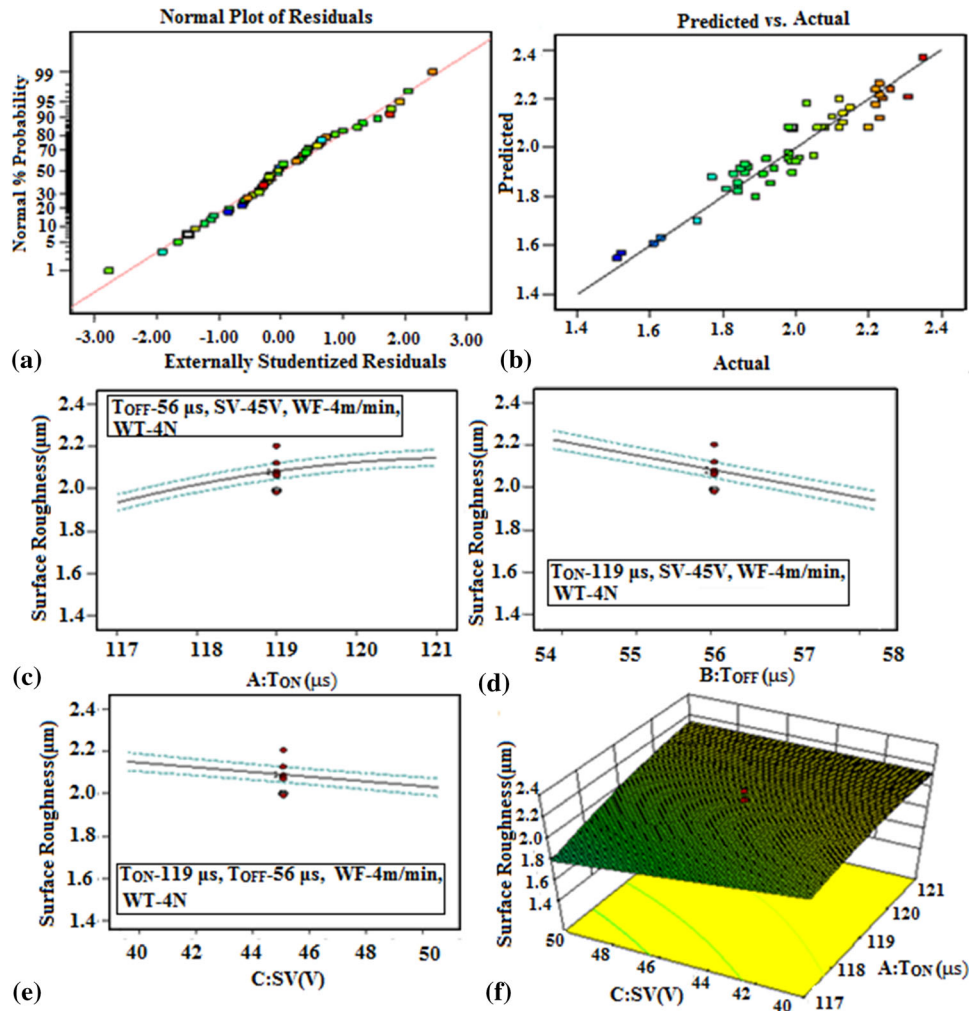 Normal Plot of Residuals
Normal % Probability
99
95
90
80
70
50
30
20
10
5
1
-3.00 -2.00 -1.00 0.00 1.00 2.00 3.00
(a) Externally Studentized Residuals
Predicted vs. Actual
Predicted
2.4
2.2
2.0
1.8
1.6
1.4
1.4 1.6 1.8 2.0 2.2 2.4
(b) Actual
Surface Roughness(µm)
2.4
2.2
2.0
1.8
1.6
1.4
TOFF-56 µs, SV-45V, WF-4m/min,
WT-4N
117 118 119 120 121
(c) A:TON (µs)
Surface Roughness(µm)
2.4
2.2
2.0
1.8
1.6
1.4
TON-119 µs, SV-45V, WF-4m/min,
WT-4N
54 55 56 57 58
(d) B:TOFF (µs)
Surface Roughness(µm)
2.4
2.2
2.0
1.8
1.6
1.4
TON-119 µs, TOFF-56 µs, WF-4m/min,
WT-4N
40 42 44 46 48 50
(e) C:SV(V)
Surface Roughness(µm)
2.4
2.2
2.0
1.8
1.6
1.4
50 48 46 44 42 40
C:SV(V)
117 118 119 120 121
A:TON (µs)
(f)